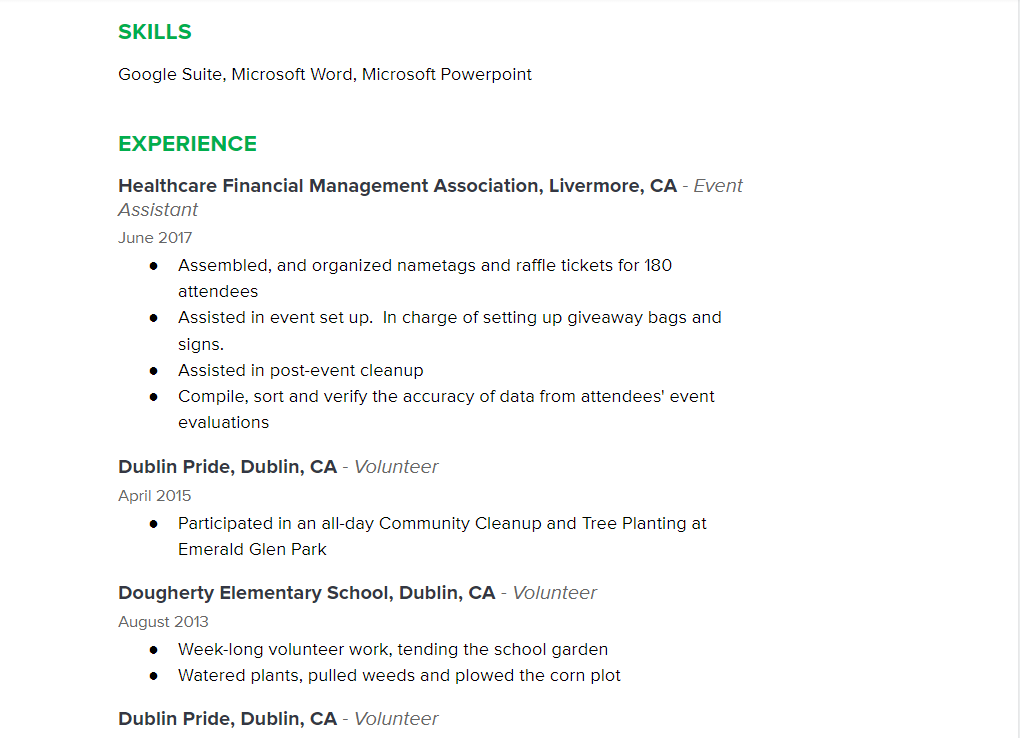 SKILLS
Google Suite, Microsoft Word, Microsoft Powerpoint
EXPERIENCE
Healthcare Financial Management Association, Livermore, CA - Event
Assistant
June 2017
● Assembled, and organized nametags and raffle tickets for 180
attendees
● Assisted in event set up.  In charge of setting up giveaway bags and
signs.
● Assisted in post-event cleanup
● Compile, sort and verify the accuracy of data from attendees' event
evaluations
Dublin Pride, Dublin, CA - Volunteer
April 2015
● Participated in an all-day Community Cleanup and Tree Planting at
Emerald Glen Park
Dougherty Elementary School, Dublin, CA - Volunteer
August 2013
● Week-long volunteer work, tending the school garden
● Watered plants, pulled weeds and plowed the corn plot
Dublin Pride, Dublin, CA - Volunteer